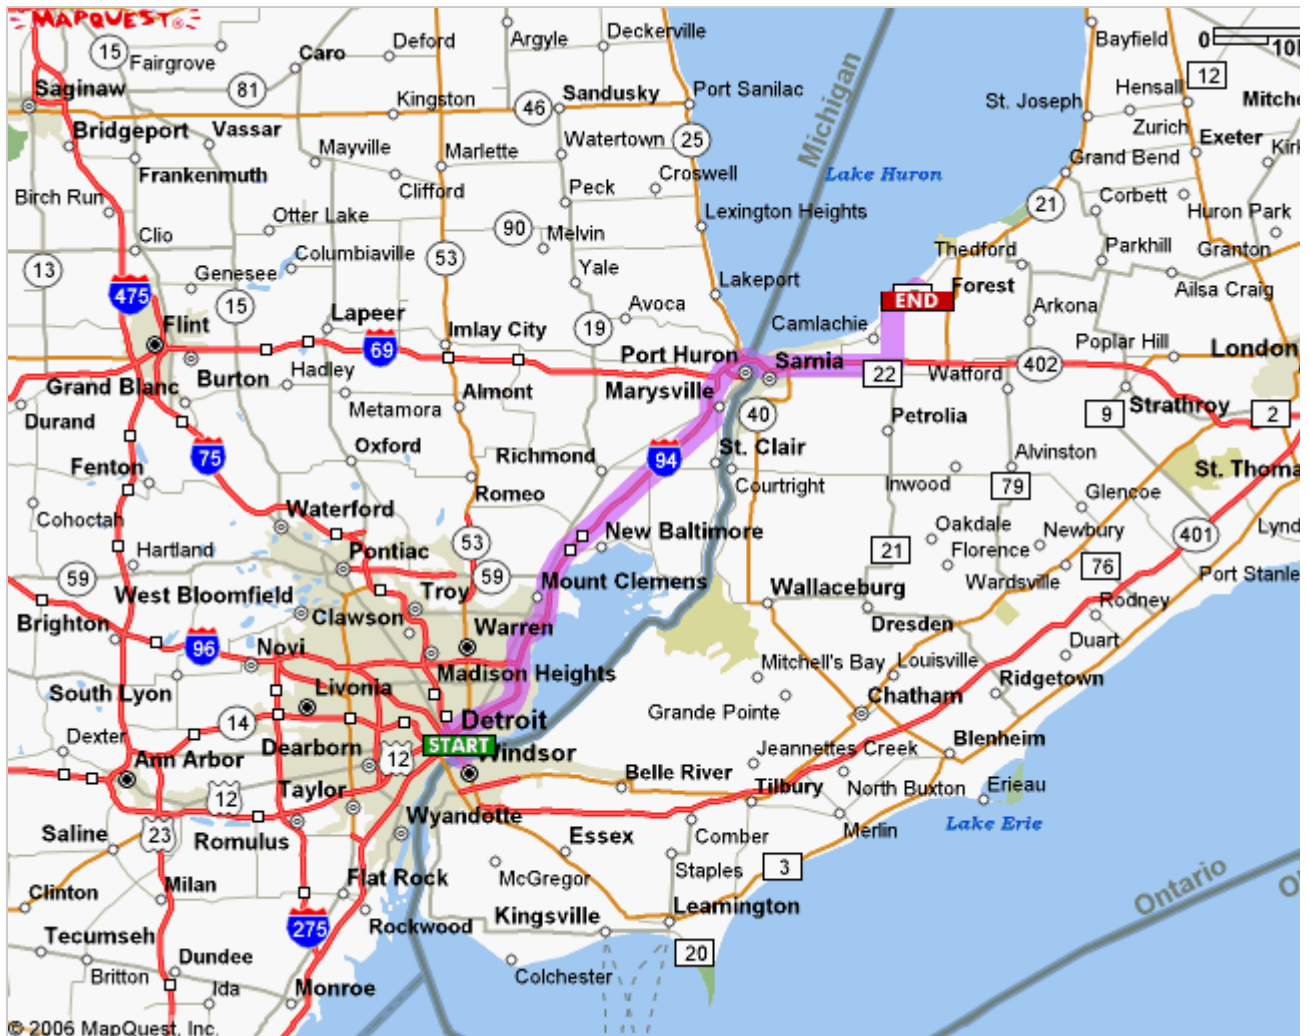 MAPQUEST
Deckerville
Bayfield
Argyle
Deford
15
Fairgrove
Caro
0
10
12
81
Saginaw
Kingston
46
Sandusky
Port Sanilac
Michigan
St. Joseph
Hensall
Zurich
Bridgeport
Vassar
Watertown
25
Exeter
Mayville
Marlette
Grand Bend
Frankenmuth
Clifford
Peck
Croswell
Lake Huron
Corbett
Birch Run
Otter Lake
90
Lexington Heights
21
Huron Park
Clio
Columbiaville
Melvin
Thedford
Parkhill
Granton
13
Genesee
53
Yale
Lakeport
Forest
Ailsa Craig
475
15
Lapeer
Avoca
END
Arkona
Flint
69
Imlay City
19
Camlachie
Poplar Hill
London
Port Huron
Sarnia
402
Grand Blanc
Burton
Hadley
Almont
Marysville
22
Watford
Durand
Metamora
40
Petrolia
9
Strathroy
2
Oxford
Fenton
75
Richmond
94
St. Clair
Alvinston
Romeo
Courtright
Inwood
79
Glencoe
Cohoctah
Waterford
New Baltimore
Oakdale
Newbury
401
Hartland
Pontiac
53
21
Florence
76
59
59
Mount Clemens
Wallaceburg
Wardsville
West Bloomfield
Troy
Rodney
Brighton
Clawson
Warren
Dresden
Duart
96
Novi
Madison Heights
Mitchell's Bay
Louisville
Ridgetown
South Lyon
Livonia
Chatham
14
Detroit
Grande Pointe
Dexter
Dearborn
12
START
Windsor
Jeannettes Creek
Blenheim
Ann Arbor
Belle River
Tilbury
North Buxton
Erieau
12
Taylor
Wyandotte
Merlin
Lake Erie
Saline
23
Romulus
Essex
Comber
Staples
3
Clinton
Milan
Flat Rock
McGregor
Ontario
275
Rockwood
Kingsville
Leamington
Tecumseh
Dundee
20
Britton
Ida
Monroe
Colchester
© 2006 MapQuest, Inc.